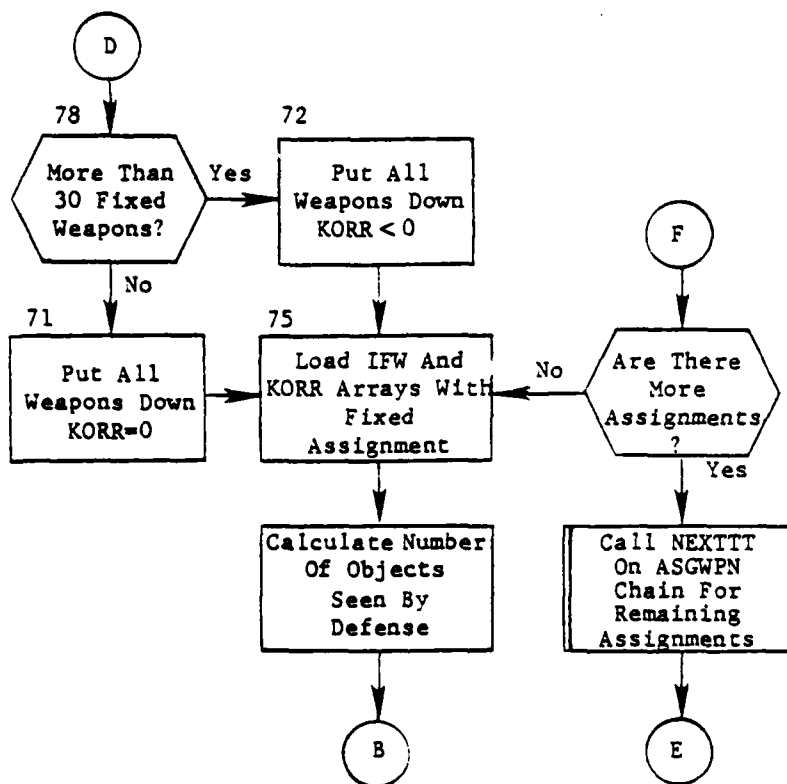 D
78
More Than
30 Fixed
Weapons?
Yes
No
72
Put All
Weapons Down
KORR < 0
71
Put All
Weapons Down
KORR=0
75
Load IFW And
KORR Arrays With
Fixed
Assignment
No
F
Are There
More
Assignments
?
Yes
Calculate Number
Of Objects
Seen By
Defense
Call NEXTTT
On ASGWPN
Chain For
Remaining
Assignments
B
E